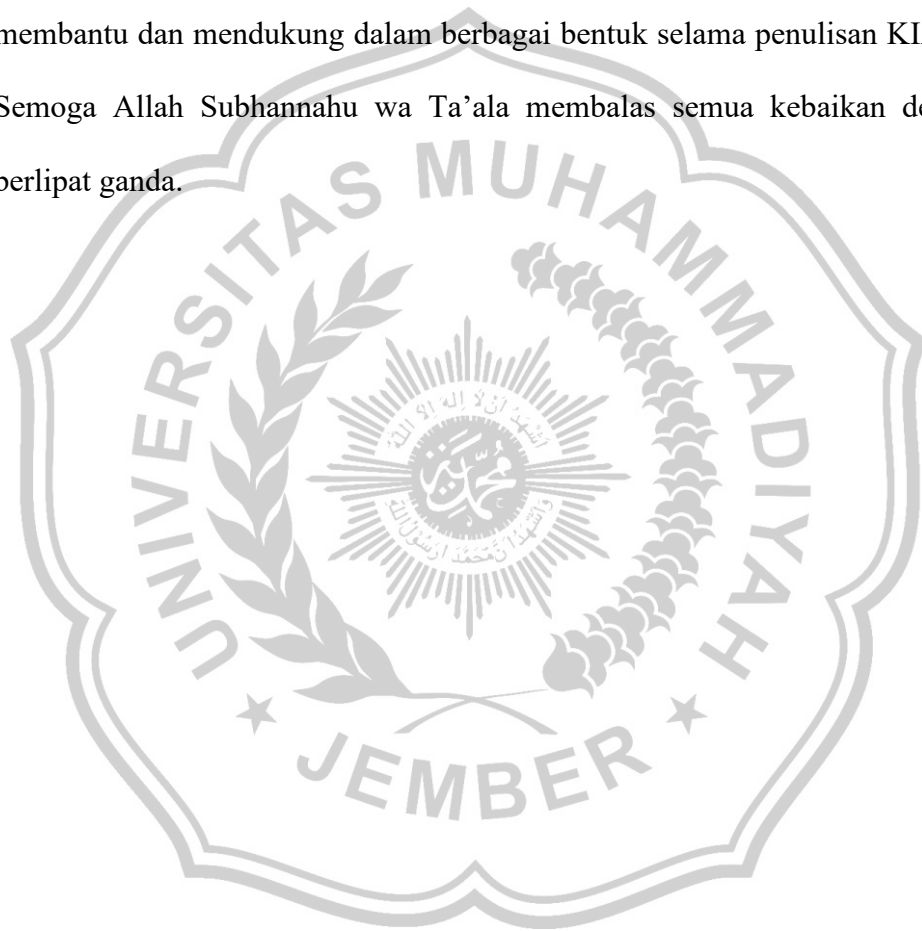 membantu dan mendukung dalam berbagai bentuk selama penulisan
Semoga Allah Subhannahu wa Ta’ala membalas semua kebaikan
berlipat ganda.
UNIVERSITAS MUHAMMADIYAH
JEMBER